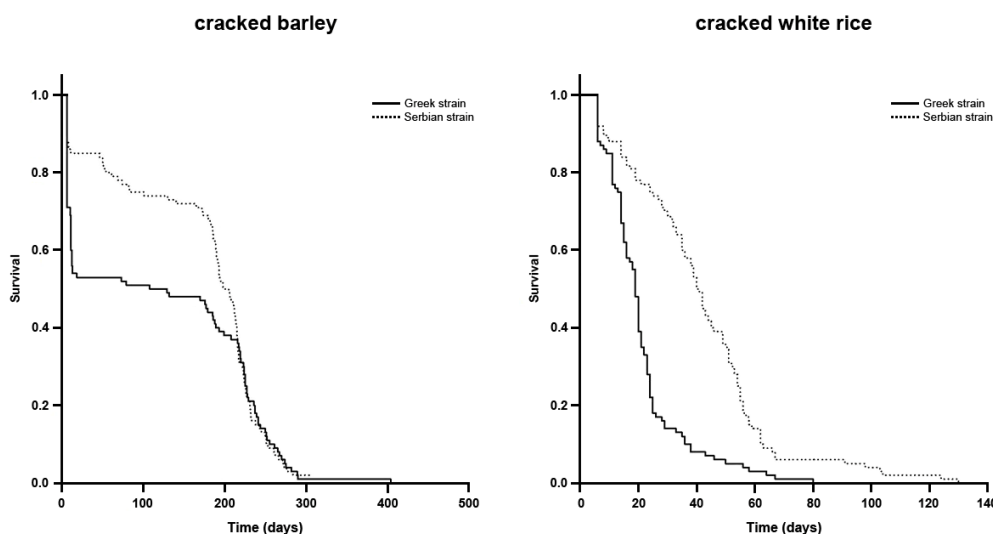 cracked barley
1.0
0.8
0.6
0.4
0.2
0.0
Survival
0
100
200
300
400
500
Time (days)
Greek strain
Serbian strain
cracked white rice
1.0
0.8
0.6
0.4
0.2
0.0
Survival
0
20
40
60
80
100
120
140
Time (days)
Greek strain
Serbian strain